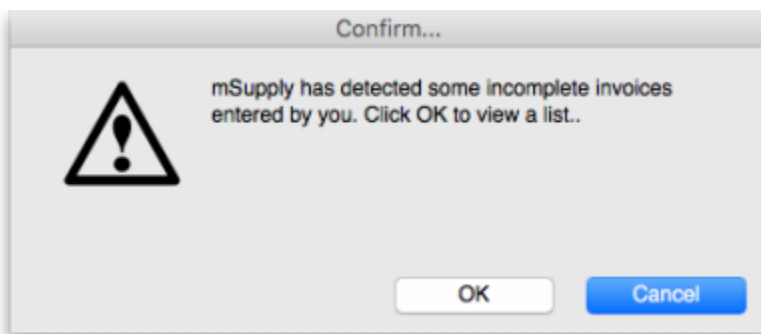 Confirm...
mSupply has detected some incomplete invoices
entered by you. Click OK to view a list..
OK
Cancel